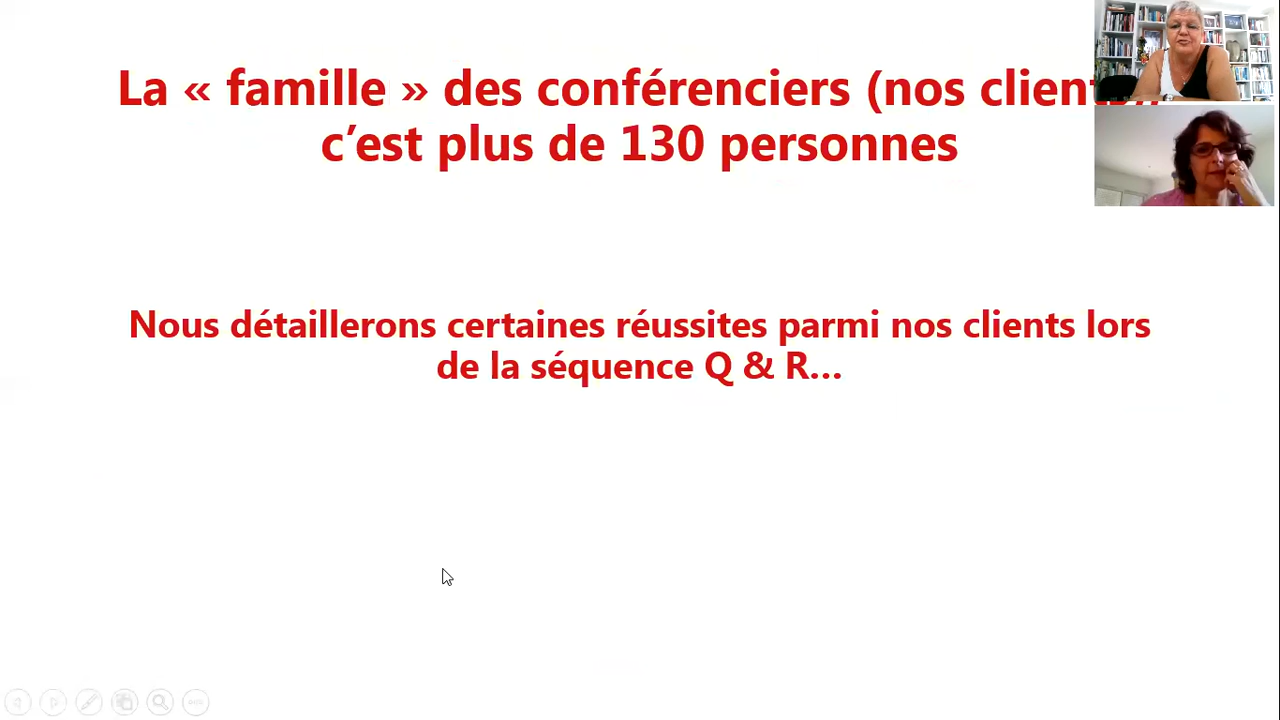 La « famille » des conférenciers (nos clients),
c’est plus de 130 personnes
Nous détaillerons certaines réussites parmi nos clients lors
de la séquence Q & R…